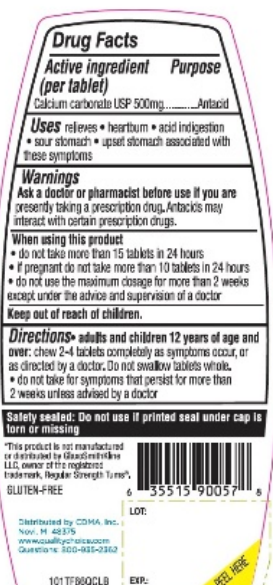 Drug Facts
Active ingredient Purpose
(per tablet)
Calcium carbonate USP 500mg............Antacid
Uses relieves • heartburn • acid indigestion
• sour stomach • upset stomach associated with
these symptoms
Warnings
Ask a doctor or pharmacist before use if you are
presently taking a prescription drug. Antacids may
interact with certain prescription drugs.
When using this product
• do not take more than 15 tablets in 24 hours
• if pregnant do not take more than 10 tablets in 24 hours
• do not use the maximum dosage for more than 2 weeks
except under the advice and supervision of a doctor
Keep out of reach of children.
Directions• adults and children 12 years of age and
over: chew 2-4 tablets completely as symptoms occur, or
as directed by a doctor. Do not swallow tablets whole.
• do not take for symptoms that persist for more than
2 weeks unless advised by a doctor
Safety sealed: Do not use if printed seal under cap is
torn or missing
*This product is not manufactured
or distributed by GlaxoSmithKline
LLC, owner of the registered
trademark, Regular Strength Tums®.
GLUTEN-FREE
6 35515 90057 8
LOT:
Distributed by CDMA, Inc.
Novi, MI 48375
www.qualitychoice.com
Questions: 800-935-2362
101TFS6QCLB
EXP.:
PEEL HERE